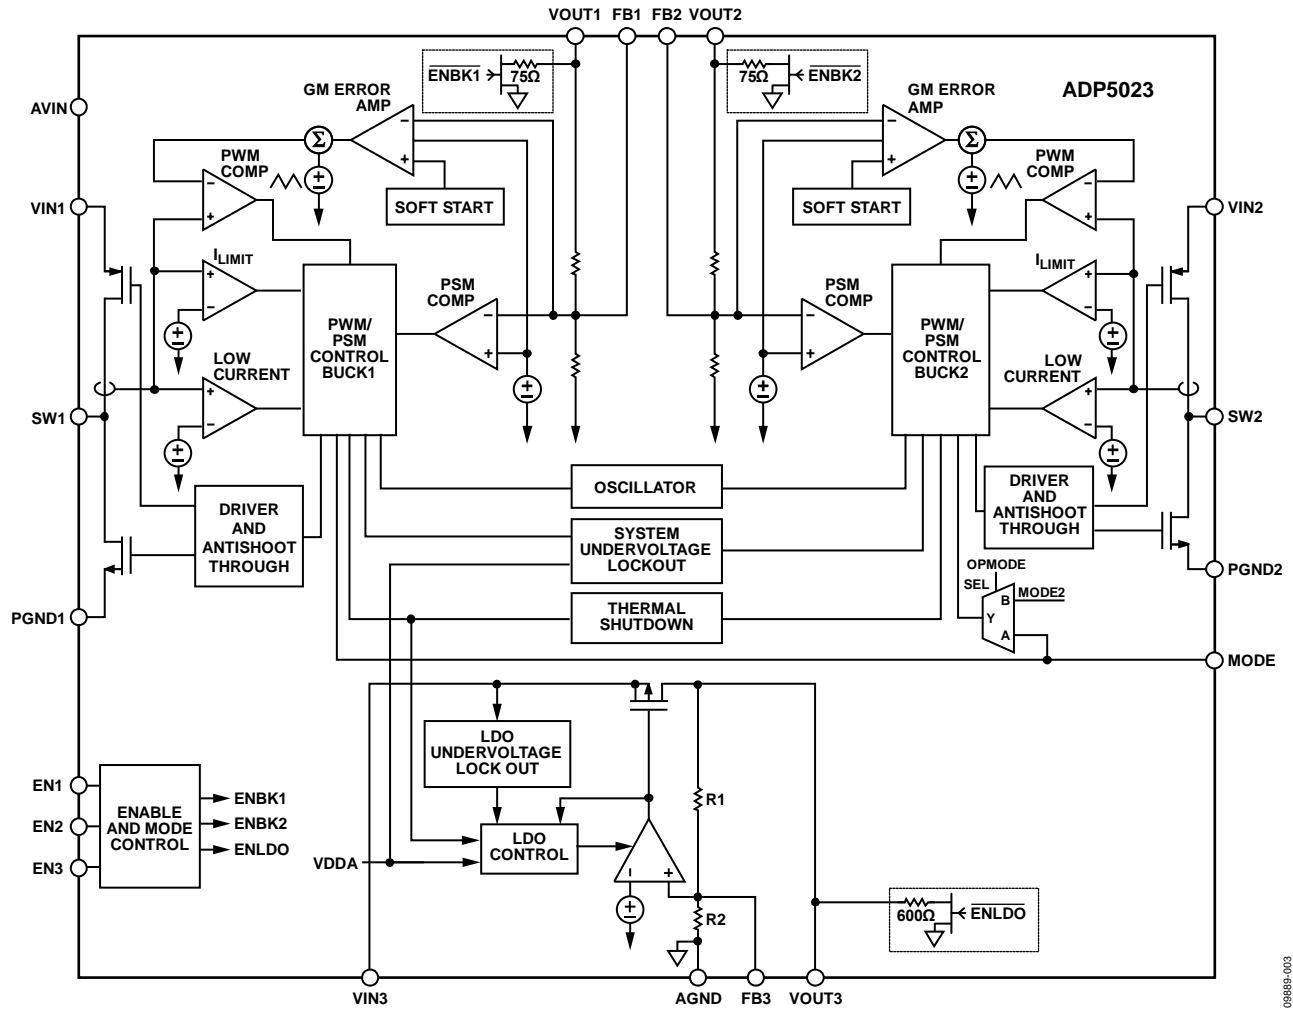 VOUT1 FB1 FB2 VOUT2
ENBK1
75Ω
75Ω
ENBK2
ADP5023
AVIN
GM ERROR
AMP
GM ERROR
AMP
Σ
Σ
PWM
COMP
PWM
COMP
SOFT START
SOFT START
VIN1
VIN2
ILIMIT
ILIMIT
PSM
COMP
PSM
COMP
PWM/
PSM
CONTROL
BUCK1
PWM/
PSM
CONTROL
BUCK2
LOW
CURRENT
LOW
CURRENT
SW1
SW2
OSCILLATOR
DRIVER
AND
ANTISHOOT
THROUGH
DRIVER
AND
ANTISHOOT
THROUGH
SYSTEM
UNDERVOLTAGE
LOCKOUT
THERMAL
SHUTDOWN
OPMODE
SEL
B
MODE2
Y
A
PGND1
PGND2
MODE
LDO
UNDERVOLTAGE
LOCK OUT
R1
EN1
EN2
EN3
ENABLE
AND MODE
CONTROL
ENBK1
ENBK2
ENLDO
LDO
CONTROL
VDDA
R2
600Ω
ENLDO
VIN3
AGND
FB3
VOUT3
09889-003